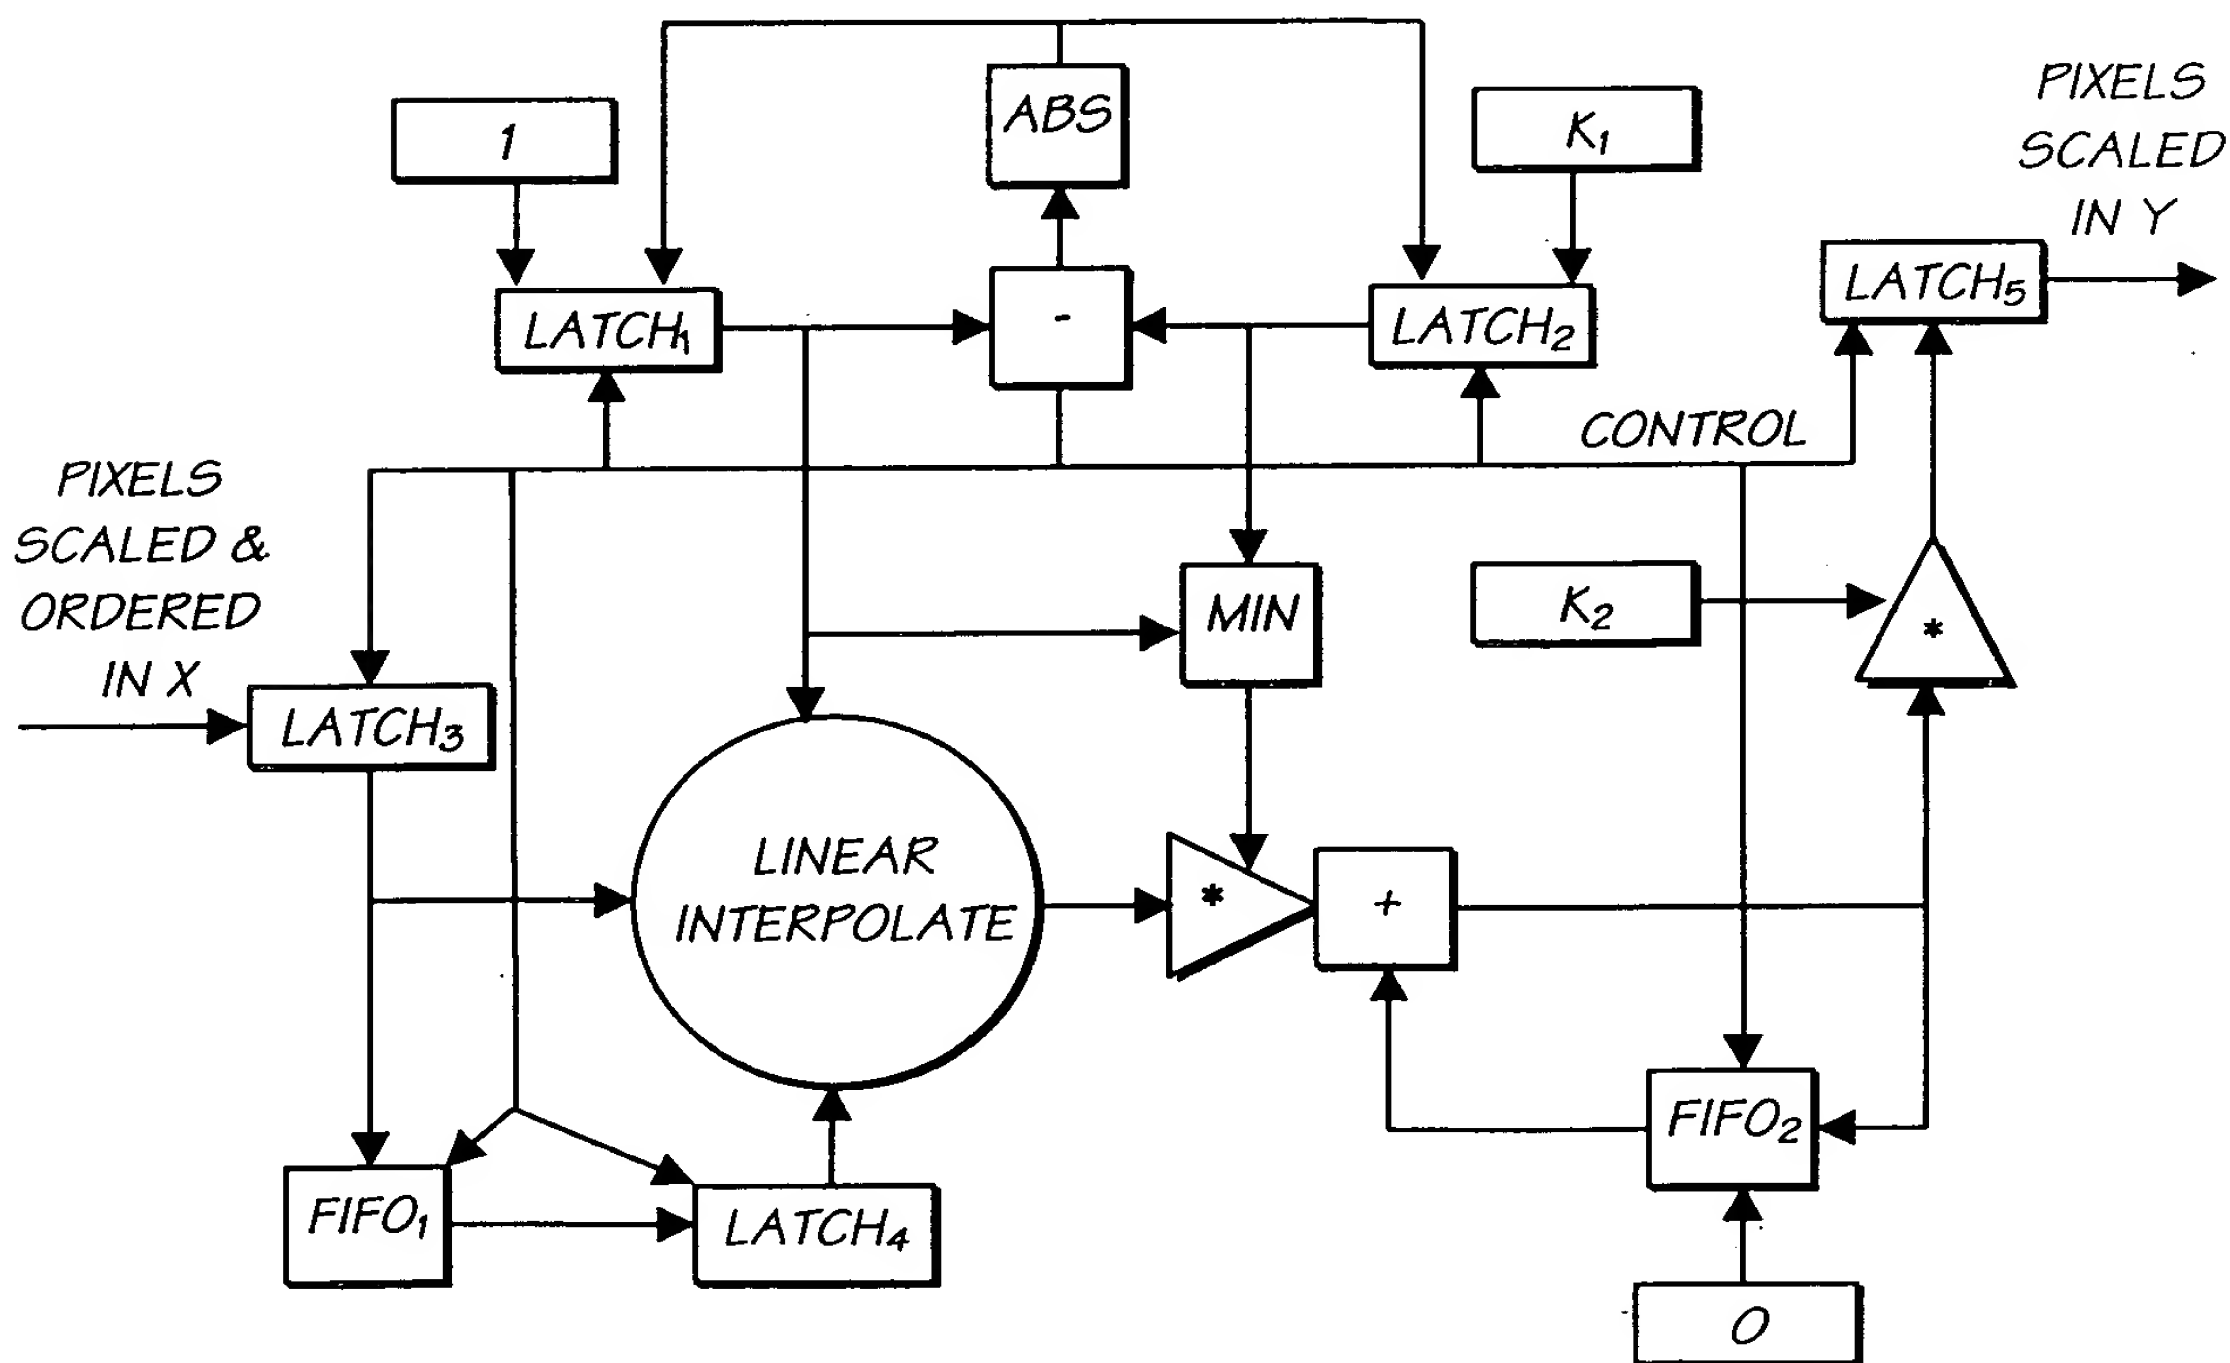 ABS
1
K1
PIXELS
SCALED
IN Y
LATCH1
-
LATCH2
LATCH5
CONTROL
PIXELS
SCALED &
ORDERED
IN X
MIN
K2
*
LATCH3
LINEAR
INTERPOLATE
*
+
FIFO1
LATCH4
FIFO2
0